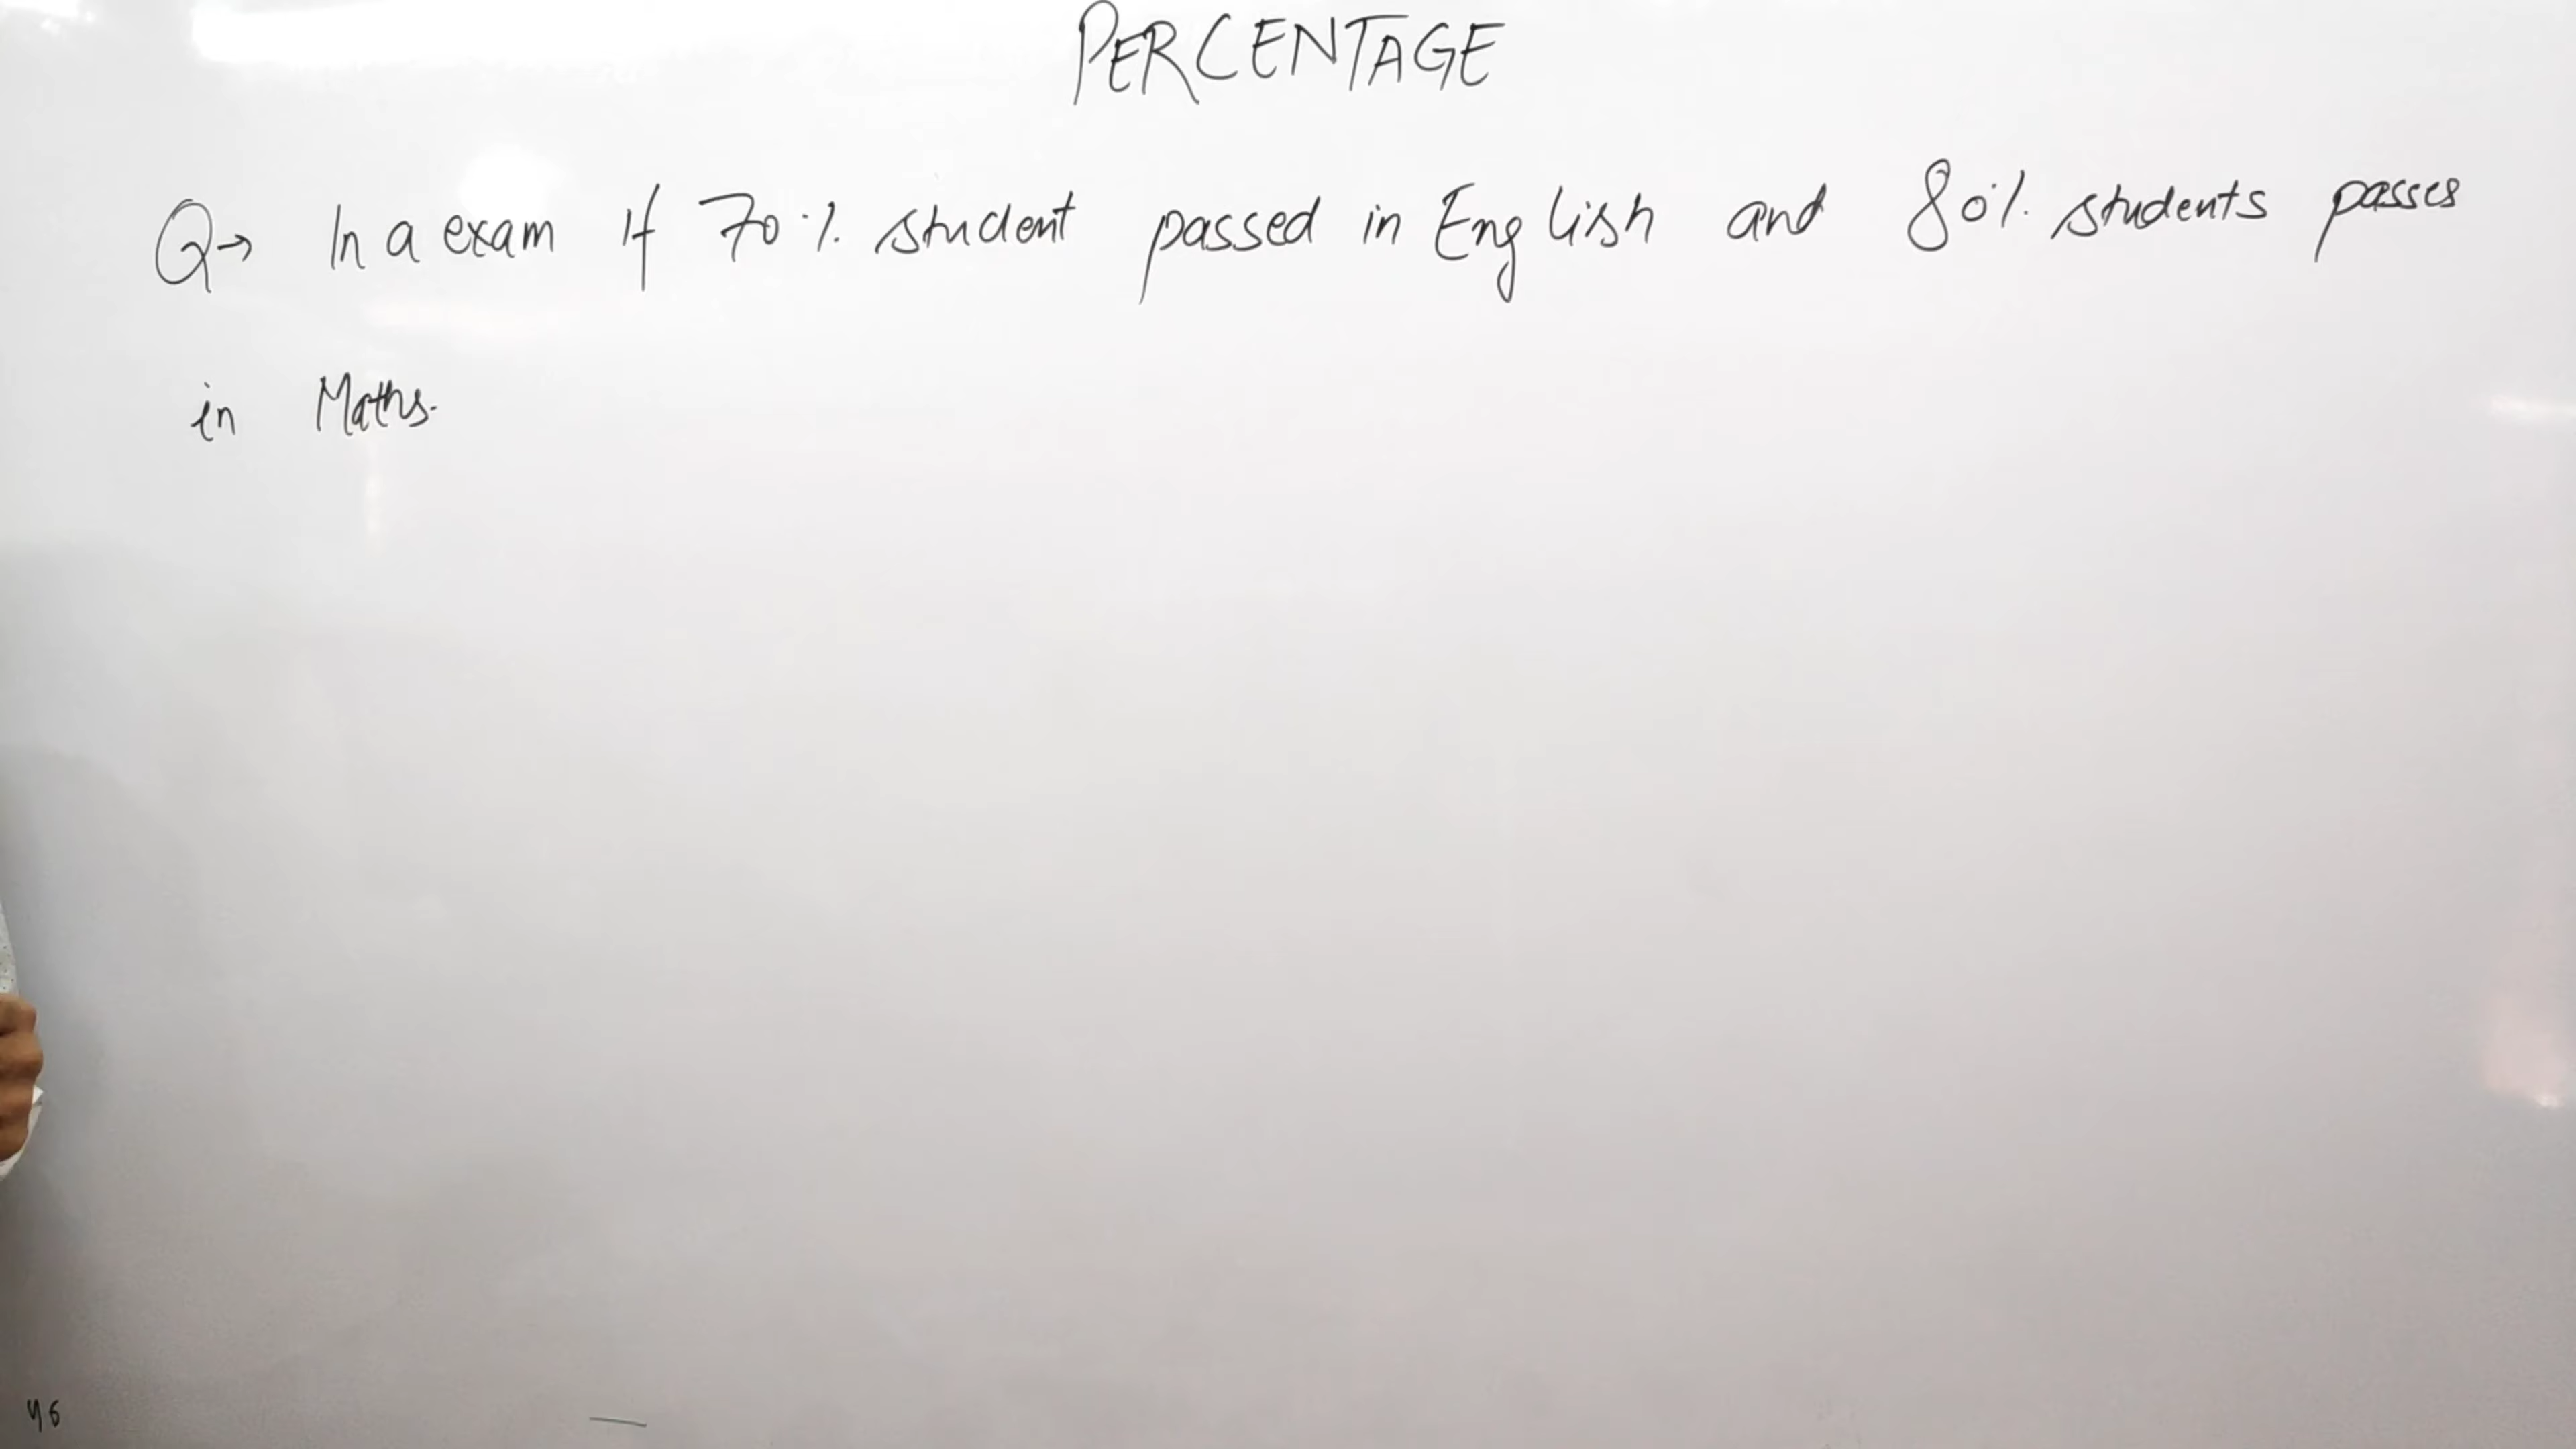 PERCENTAGE
Q→ In a exam if 70% student passed in English and 80% students passes
in Maths.
46